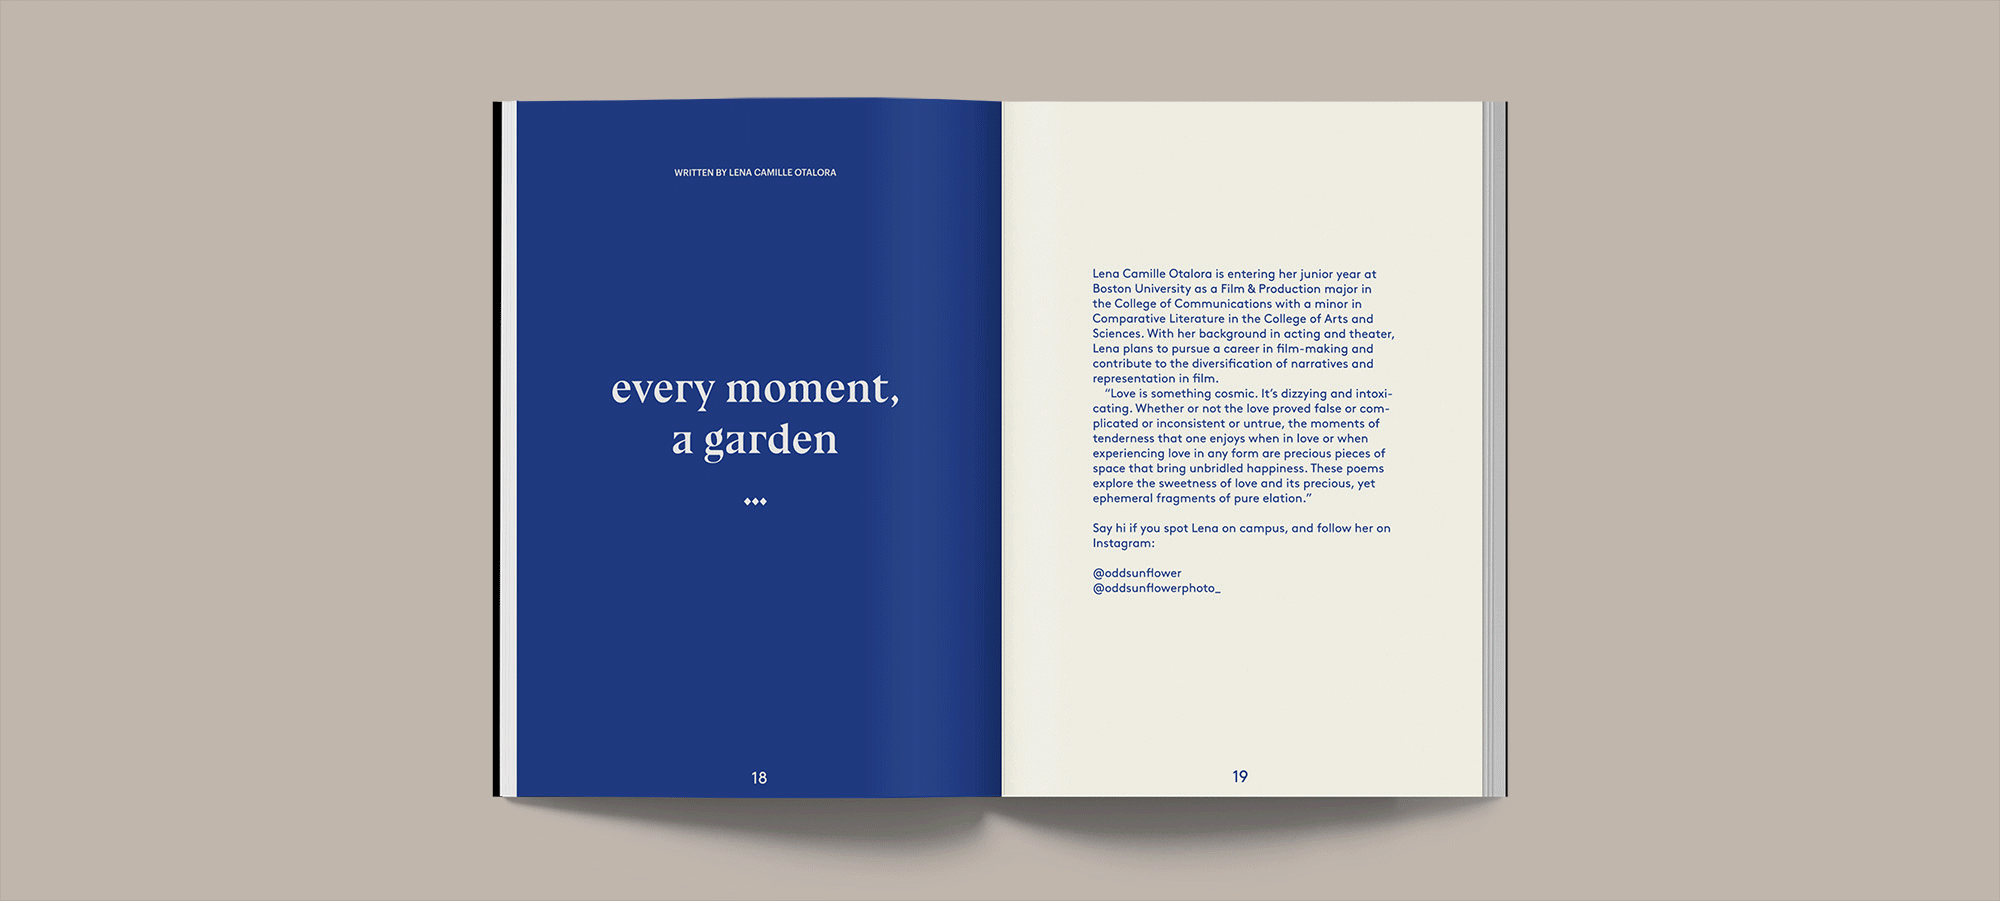 WRITTEN BY LENA CAMILLE OTALORA
every moment,
a garden
18
Lena Camille Otalora is entering her junior year at
Boston University as a Film & Production major in
the College of Communications with a minor in
Comparative Literature in the College of Arts and
Sciences. With her background in acting and theater,
Lena plans to pursue a career in film-making and
contribute to the diversification of narratives and
representation in film.
“Love is something cosmic. It’s dizzying and intoxi-
cating. Whether or not the love proved false or com-
plicated or inconsistent or untrue, the moments of
tenderness that one enjoys when in love or when
experiencing love in any form are precious pieces of
space that bring unbridled happiness. These poems
explore the sweetness of love and its precious, yet
ephemeral fragments of pure elation.”
Say hi if you spot Lena on campus, and follow her on
Instagram:
@oddsunflower
@oddsunflowerphoto_
19